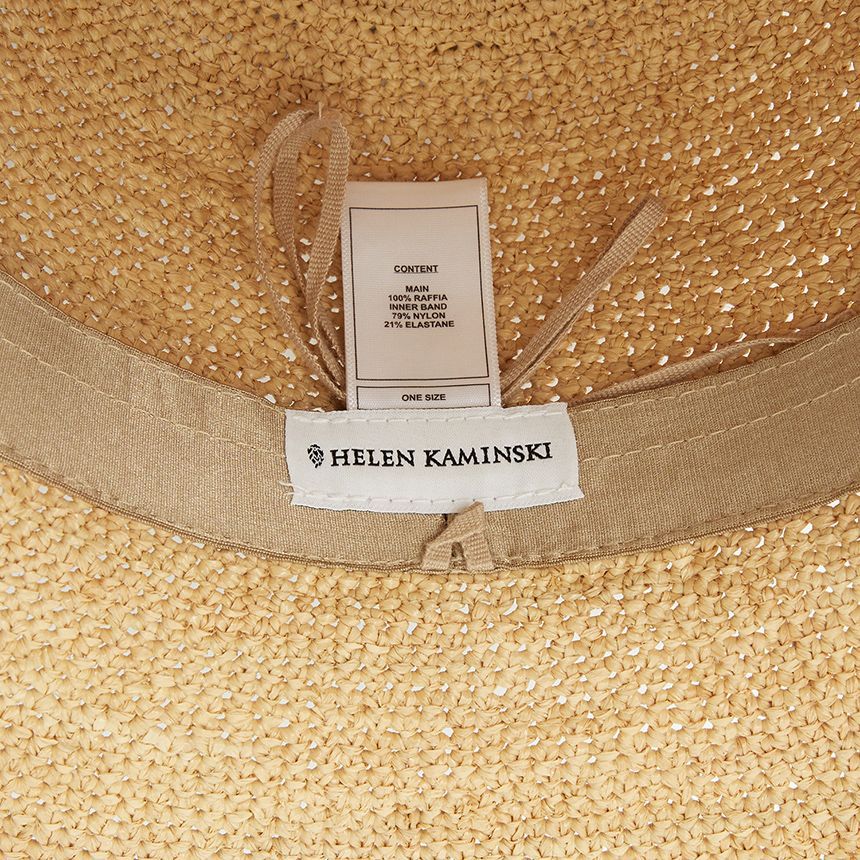 CONTENT
MAIN
100% RAFFIA
INNER BAND
79% NYLON
21% ELASTANE
ONE SIZE
HELEN KAMINSKI